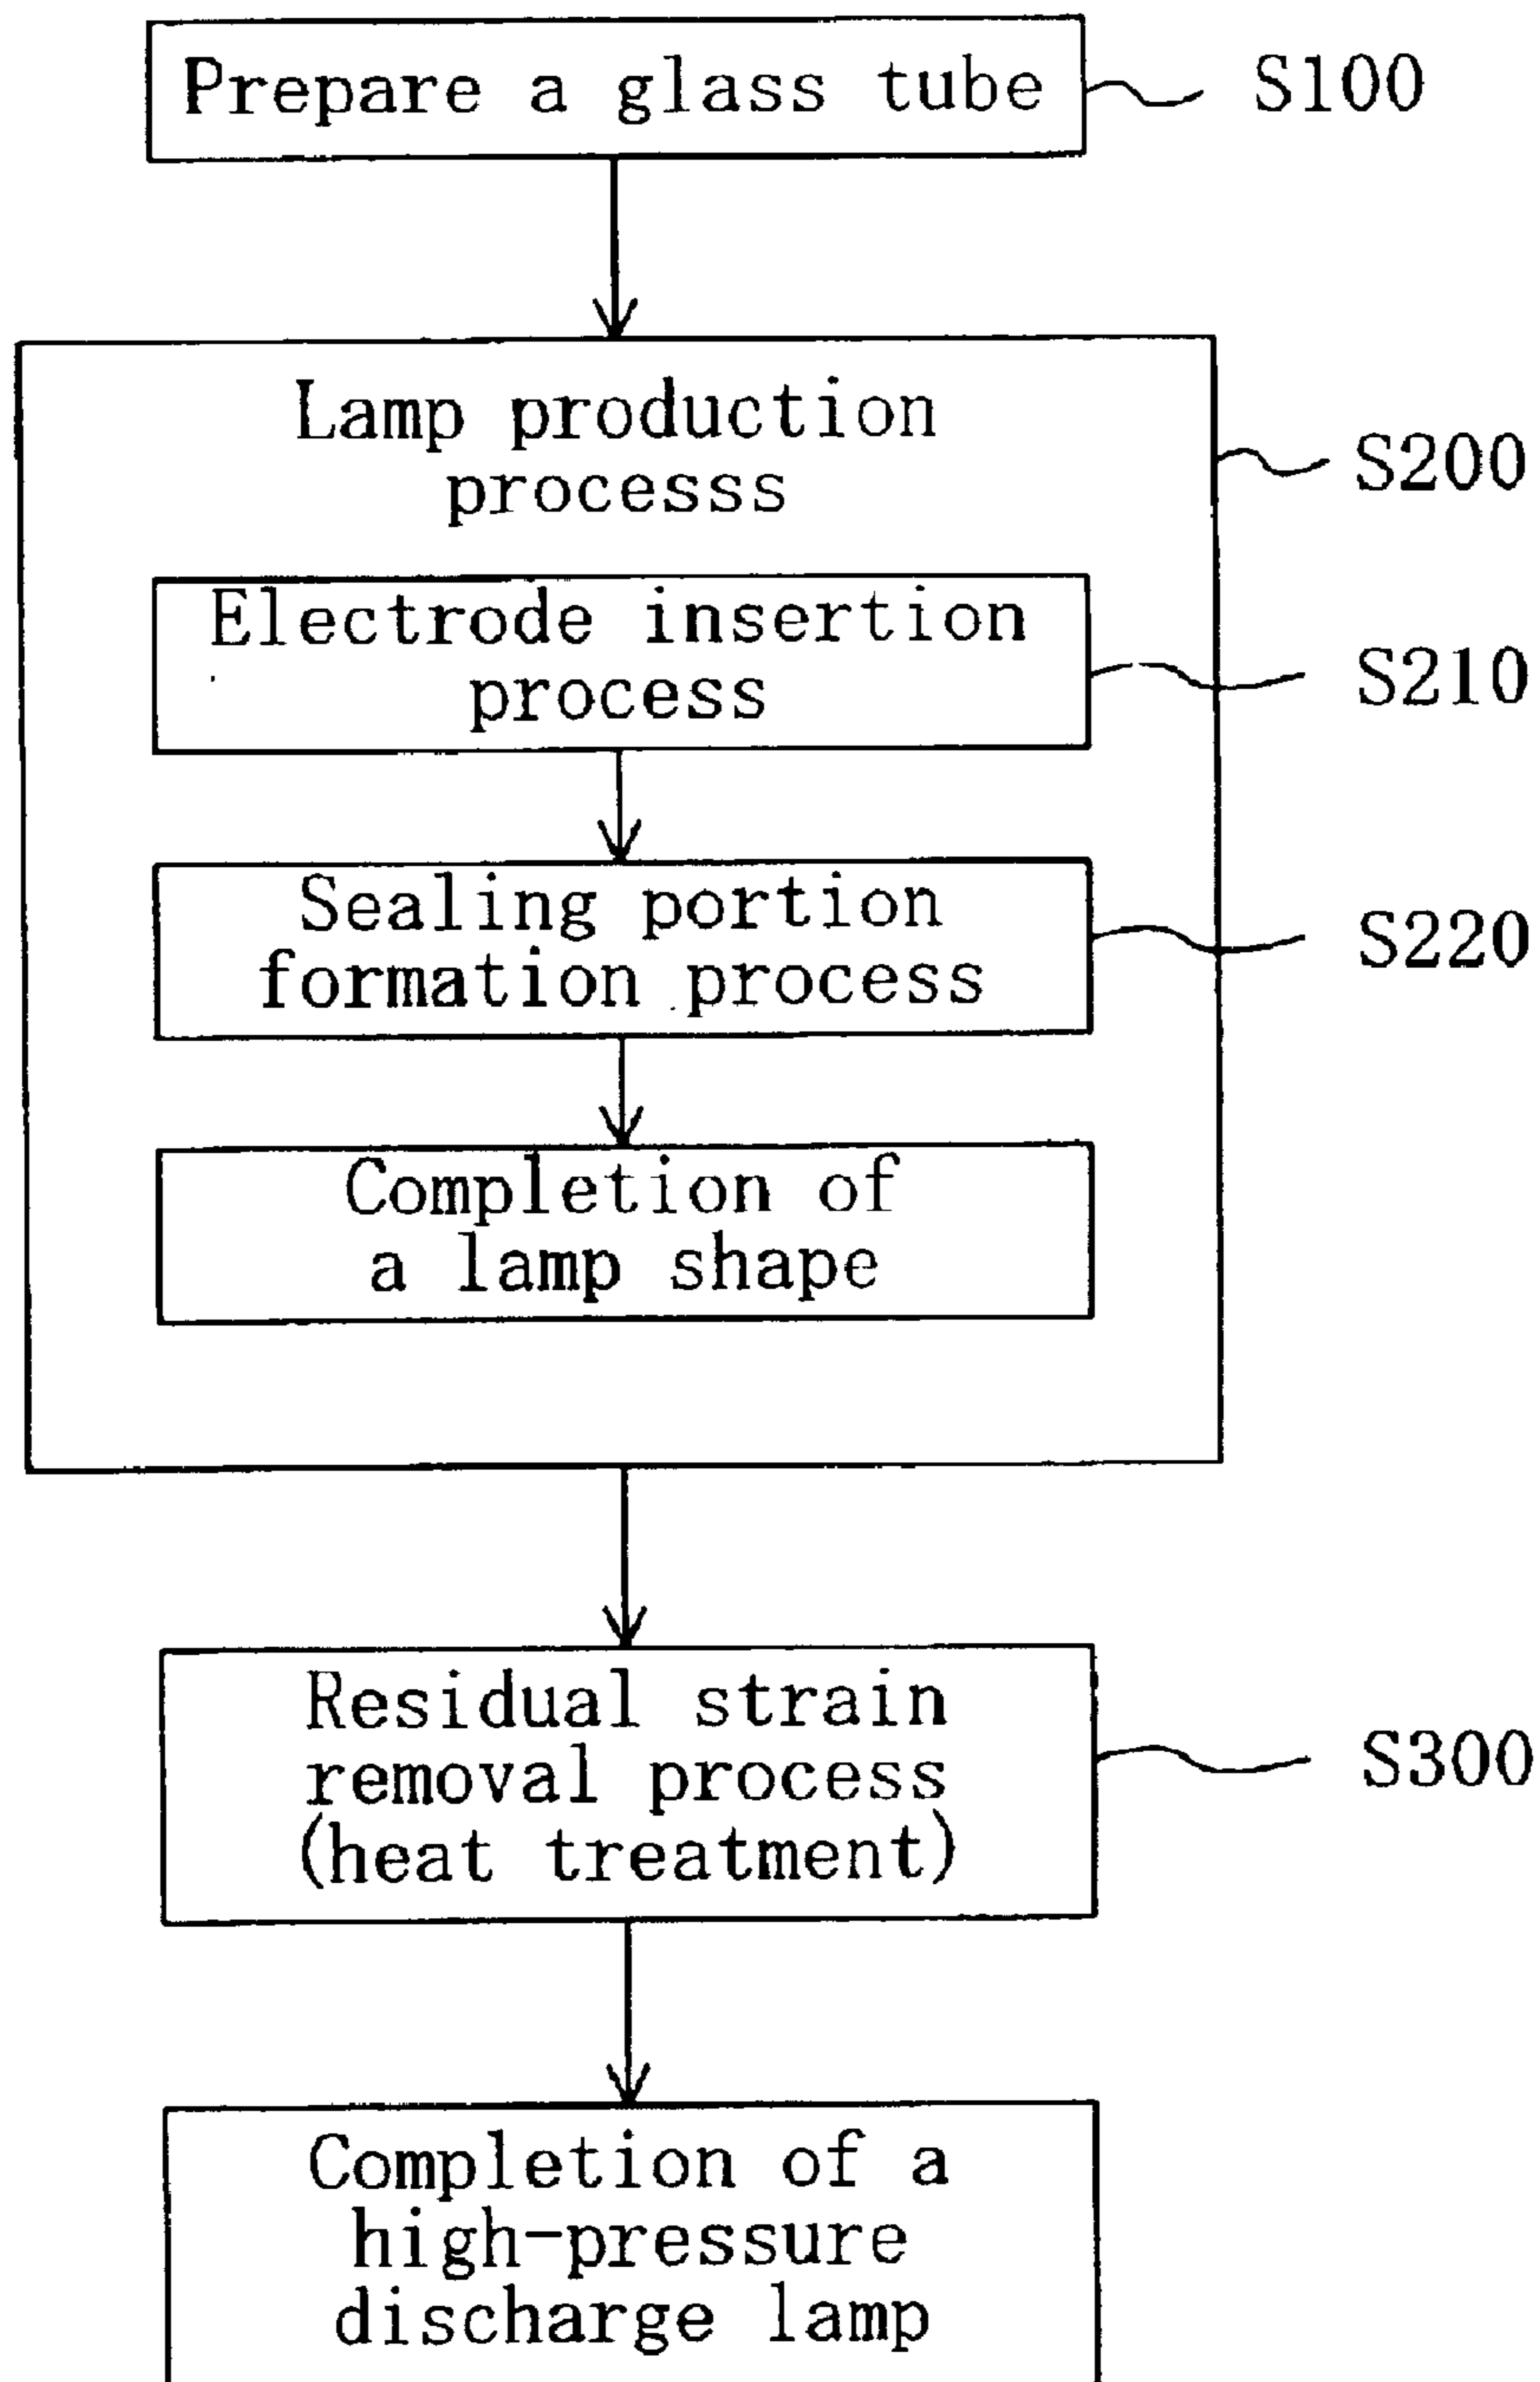 Prepare a glass tube
S100
Lamp production
processs
S200
Electrode insertion
process
S210
Sealing portion
formation process
S220
Completion of
a lamp shape
Residual strain
removal process
(heat treatment)
S300
Completion of a
high-pressure
discharge lamp